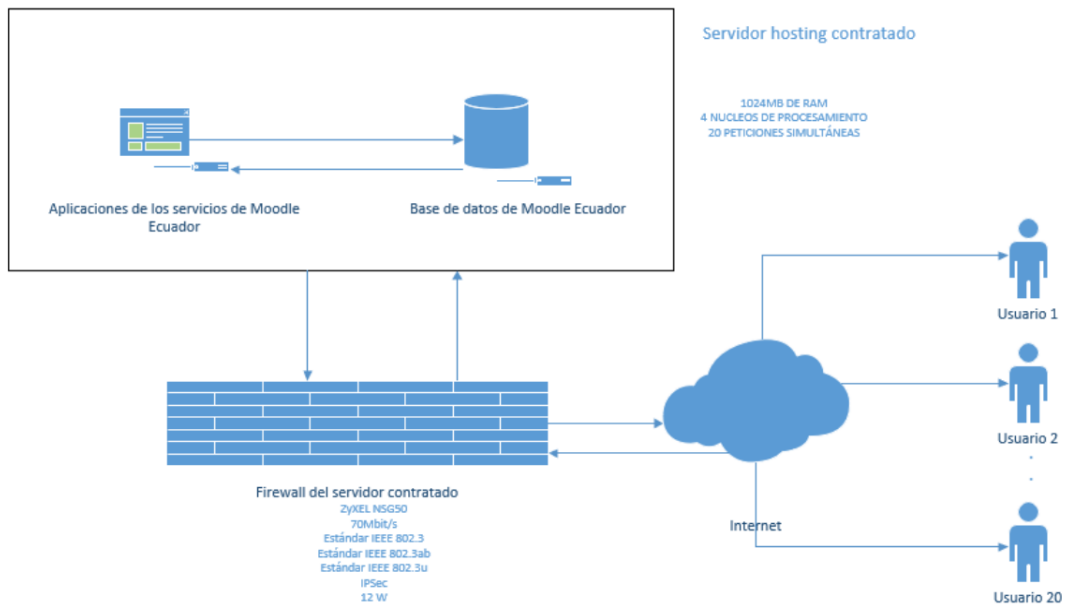 Servidor hosting contratado
1024MB DE RAM
4 NUCLEOS DE PROCESAMIENTO
20 PETICIONES SIMULTÁNEAS
Aplicaciones de los servicios de Moodle
Ecuador
Base de datos de Moodle Ecuador
Usuario 1
Usuario 2
.
.
Usuario 20
Internet
Firewall del servidor contratado
ZyXEL NSG50
70Mbit/s
Estándar IEEE 802.3
Estándar IEEE 802.3ab
Estándar IEEE 802.3u
IPSec
12 W